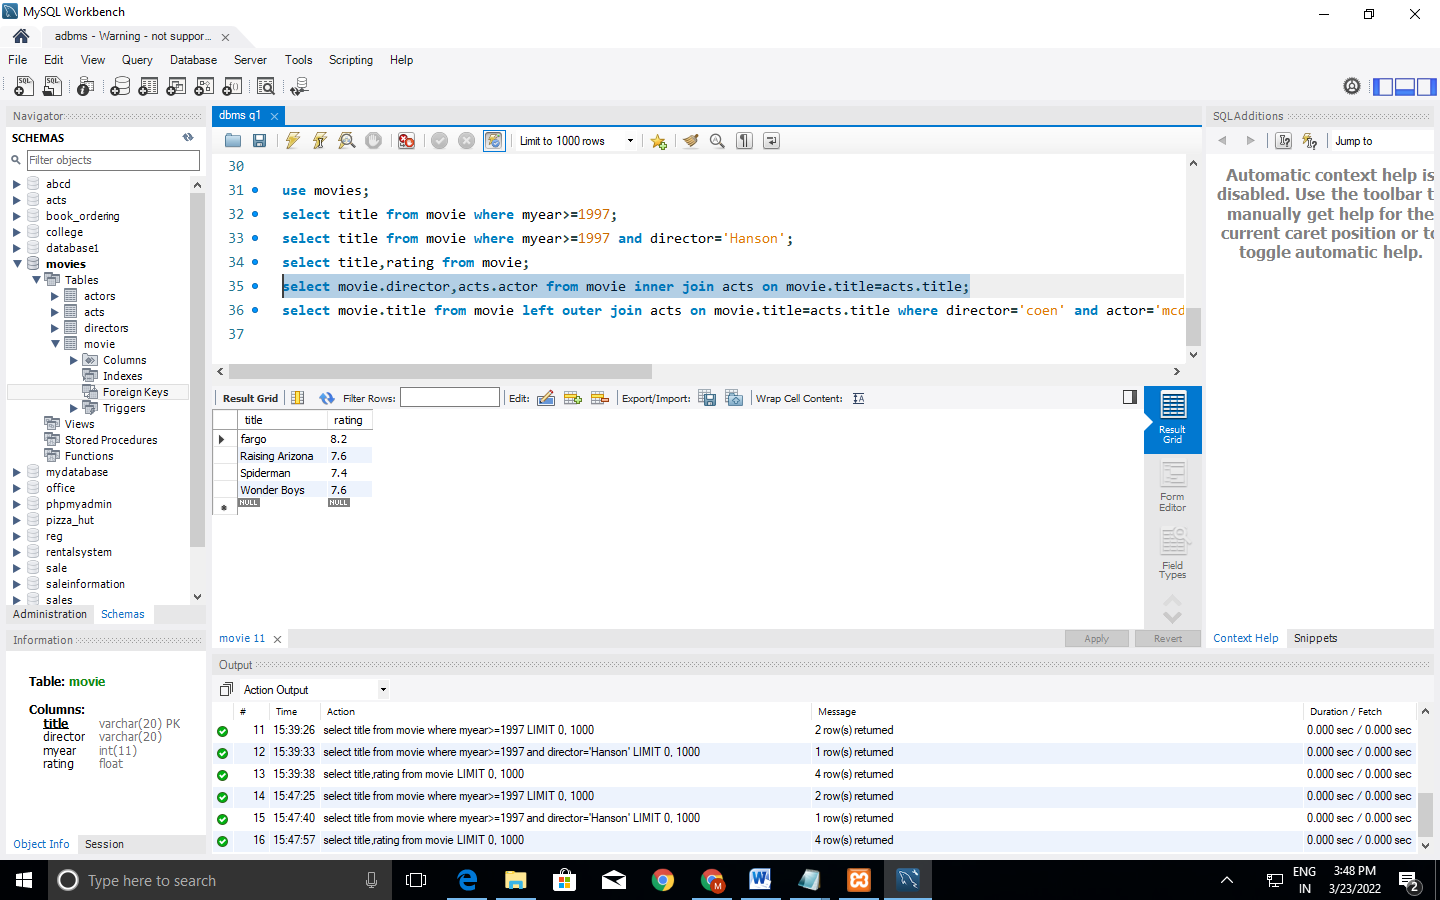 MySQL Workbench
adbms - Warning - not suppor...
File Edit View Query Database Server Tools Scripting Help
Navigator
SCHEMAS
Filter objects
abcd
acts
book_ordering
college
database1
movies
Tables
actors
acts
directors
movie
Columns
Indexes
Foreign Keys
Triggers
Views
Stored Procedures
Functions
mydatabase
office
phpmyadmin
pizza_hut
reg
rentalsystem
sale
saleinformation
sales
Administration Schemas
Information
Table: movie
Columns:
title varchar(20) PK
director varchar(20)
myear int(11)
rating float
Object Info Session
dbms q1
Limit to 1000 rows
30
31 use movies;
32 select title from movie where myear>=1997;
33 select title from movie where myear>=1997 and director='Hanson';
34 select title,rating from movie;
35 select movie.director,acts.actor from movie inner join acts on movie.title=acts.title;
36 select movie.title from movie left outer join acts on movie.title=acts.title where director='coen' and actor='mcd
37
Result Grid Filter Rows: Edit: Export/Import: Wrap Cell Content:
title rating
fargo 8.2
Raising Arizona 7.6
Spiderman 7.4
Wonder Boys 7.6
NULL NULL
Result
Grid
Form
Editor
Field
Types
movie 11
Apply Revert
SQLAdditions
Jump to
Automatic context help is
disabled. Use the toolbar t
manually get help for the
current caret position or to
toggle automatic help.
Context Help Snippets
Output
Action Output
# Time Action Message Duration / Fetch
11 15:39:26 select title from movie where myear>=1997 LIMIT 0, 1000 2 row(s) returned 0.000 sec / 0.000 sec
12 15:39:33 select title from movie where myear>=1997 and director='Hanson' LIMIT 0, 1000 1 row(s) returned 0.000 sec / 0.000 sec
13 15:39:38 select title,rating from movie LIMIT 0, 1000 4 row(s) returned 0.000 sec / 0.000 sec
14 15:47:25 select title from movie where myear>=1997 LIMIT 0, 1000 2 row(s) returned 0.000 sec / 0.000 sec
15 15:47:40 select title from movie where myear>=1997 and director='Hanson' LIMIT 0, 1000 1 row(s) returned 0.000 sec / 0.000 sec
16 15:47:57 select title,rating from movie LIMIT 0, 1000 4 row(s) returned 0.000 sec / 0.000 sec
Type here to search
ENG
IN
3:48 PM
3/23/2022
2